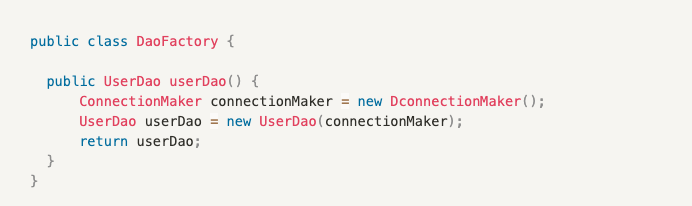 public class DaoFactory {
public UserDao userDao() {
ConnectionMaker connectionMaker = new DconnectionMaker();
UserDao userDao = new UserDao(connectionMaker);
return userDao;
}
}